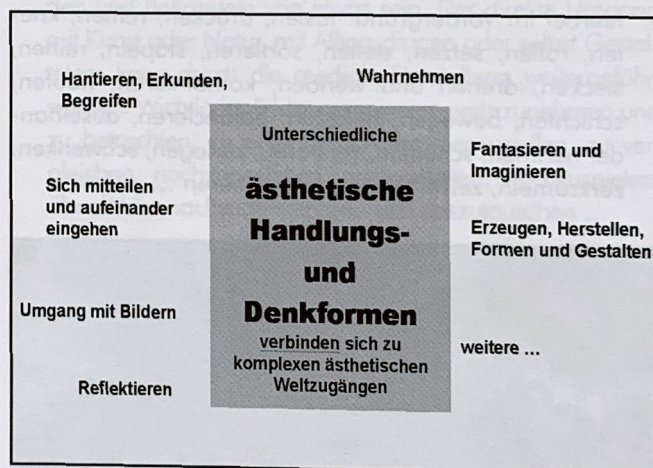 Hantieren, Erkunden,
Begreifen
Wahrnehmen
Sich mitteilen
und aufeinander
eingehen
Umgang mit Bildern
Reflektieren
Unterschiedliche
ästhetische
Handlungs-
und
Denkformen
verbinden sich zu
komplexen ästhetischen
Weltzugängen
Fantasieren und
Imaginieren
Erzeugen, Herstellen,
Formen und Gestalten
weitere ...